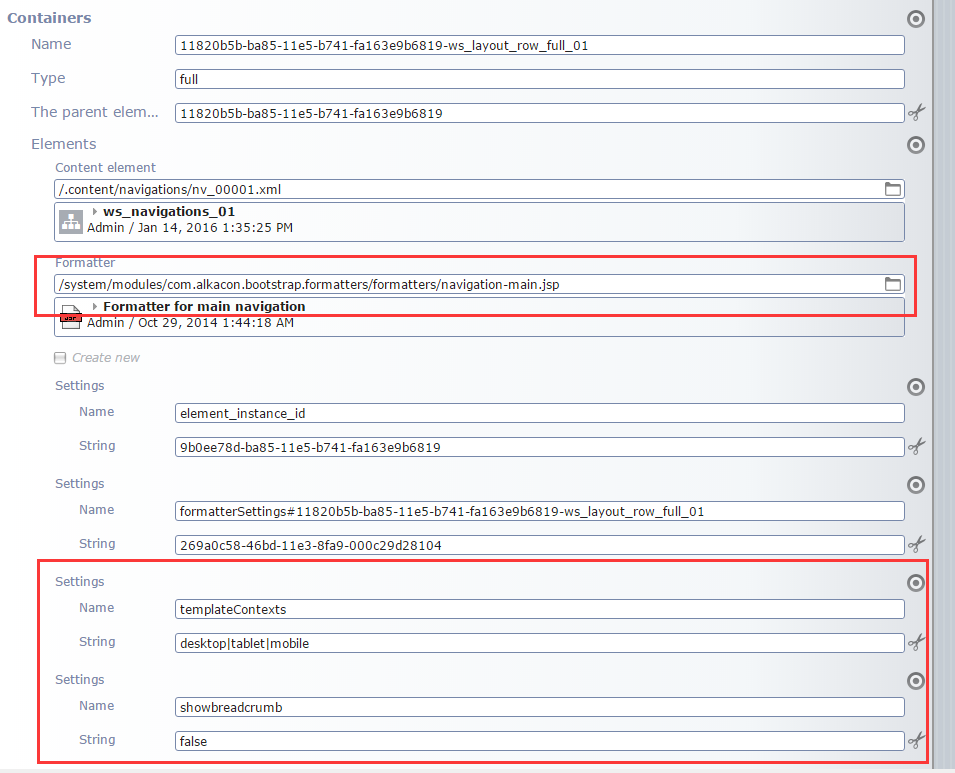 Containers
Name
11820b5b-ba85-11e5-b741-fa163e9b6819-ws_layout_row_full_01
Type
full
The parent elem...
11820b5b-ba85-11e5-b741-fa163e9b6819
Elements
Content element
/.content/navigations/nv_00001.xml
ws_navigations_01
Admin / Jan 14, 2016 1:35:25 PM
Formatter
/system/modules/com.alkacon.bootstrap.formatters/formatters/navigation-main.jsp
Formatter for main navigation
JSP
Admin / Oct 29, 2014 1:44:18 AM
Create new
Settings
Name
element_instance_id
String
9b0ee78d-ba85-11e5-b741-fa163e9b6819
Settings
Name
formatterSettings#11820b5b-ba85-11e5-b741-fa163e9b6819-ws_layout_row_full_01
String
269a0c58-46bd-11e3-8fa9-000c29d28104
Settings
Name
templateContexts
String
desktop|tablet|mobile
Settings
Name
showbreadcrumb
String
false